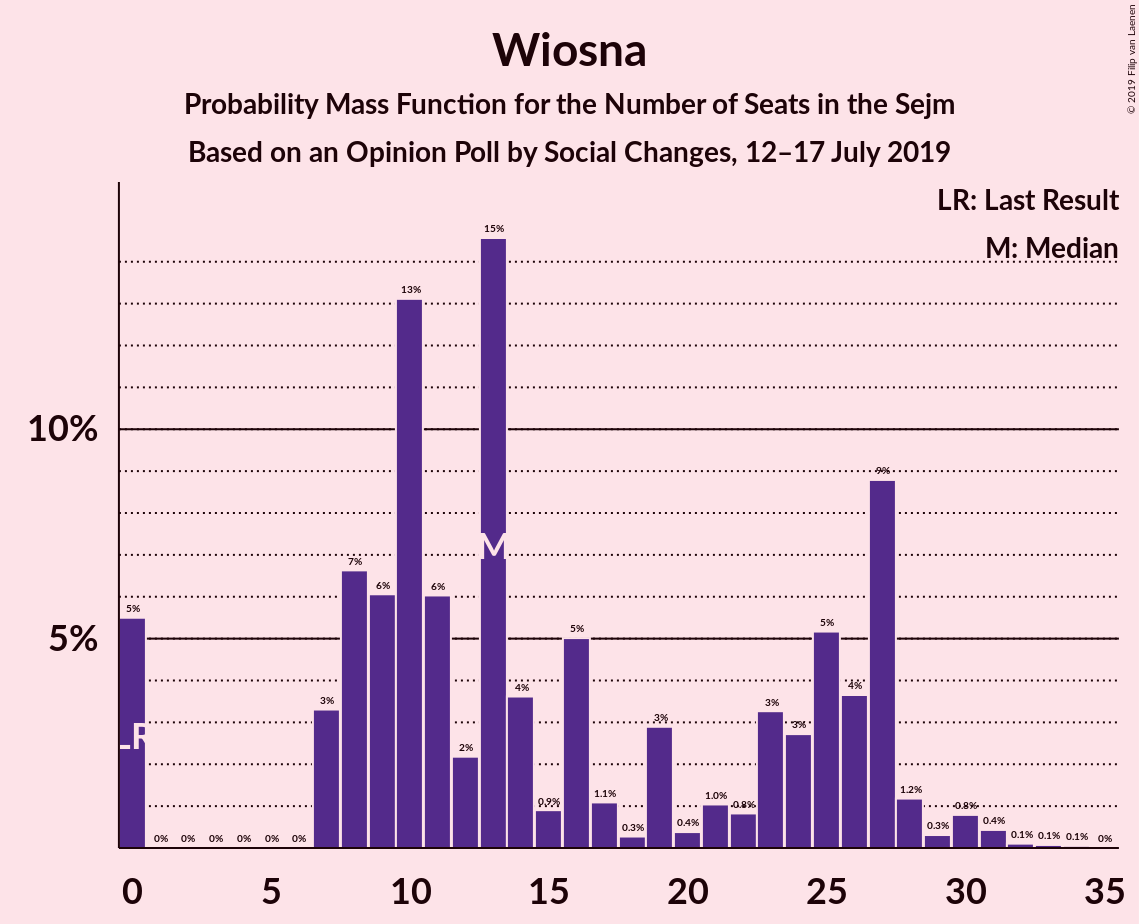 Wiosna
Probability Mass Function for the Number of Seats in the Sejm
Based on an Opinion Poll by Social Changes, 12–17 July 2019
© 2019 Filip van Laenen
LR: Last Result
M: Median
10%
5%
5% 0% 0% 0% 0% 0% 0% 3% 7% 6% 13% 6% 2% 15% 4% 0.9% 5% 1.1% 0.3% 3% 0.4% 1.0% 0.8% 3% 3% 5% 4% 9% 1.2% 0.3% 0.8% 0.4% 0.1% 0.1% 0.1% 0%
LR
M
0 5 10 15 20 25 30 35